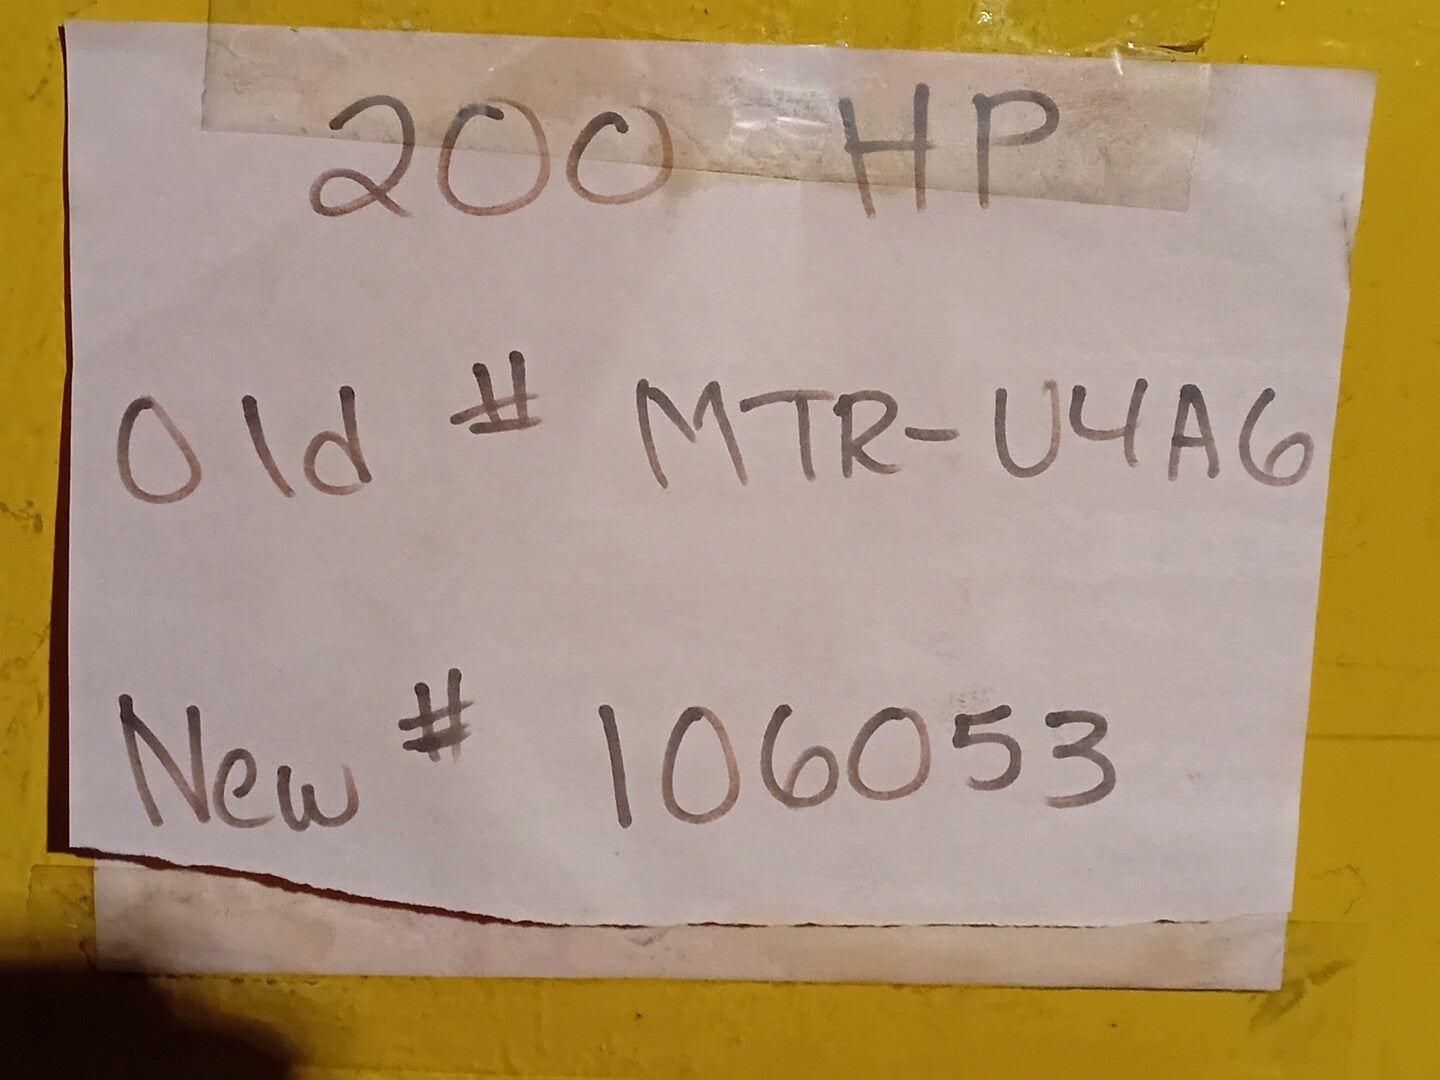 200 HP
Old # MTR-U4A6
New # 106053